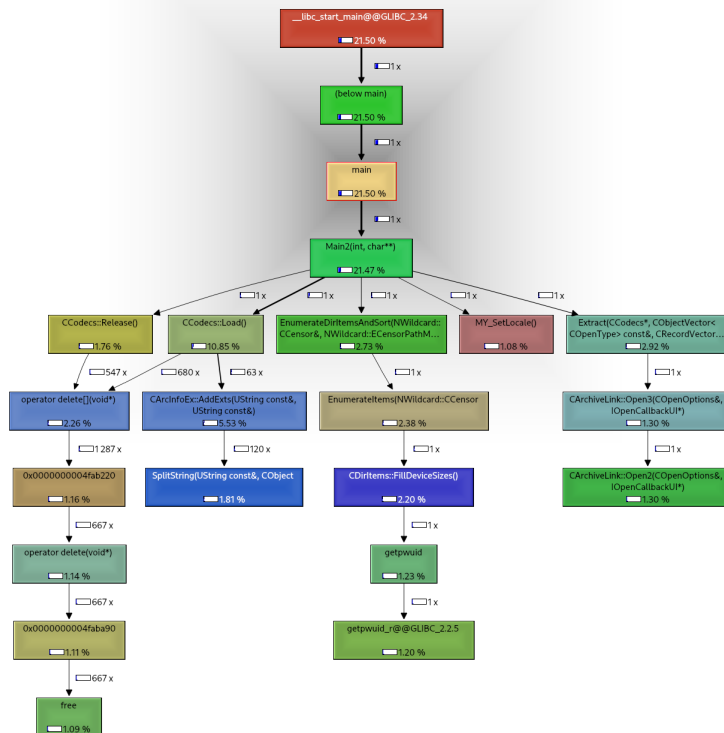 __libc_start_main@@GLIBC_2.34
21.50 %
1 x
(below main)
21.50 %
1 x
main
21.50 %
1 x
Main2(int, char**)
21.47 %
1 x
1 x
1 x
1 x
1 x
CCodecs::Release()
1.76 %
CCodecs::Load()
10.85 %
EnumerateDirItemsAndSort(NWildcard::
CCensor&, NWildcard::ECensorPathM...
2.73 %
MY_SetLocale()
1.08 %
Extract(CCodecs*, CObjectVector<
COpenType> const&, CRecordVector...
2.92 %
547 x
680 x
63 x
1 x
1 x
operator delete[](void*)
2.26 %
CArcInfoEx::AddExts(UString const&,
UString const&)
5.53 %
EnumerateItems(NWildcard::CCensor
2.38 %
CArchiveLink::Open3(COpenOptions&,
IOpenCallbackUI*)
1.30 %
1 287 x
120 x
1 x
1 x
0x0000000004fab220
1.16 %
SplitString(UString const&, CObject
1.81 %
CDirItems::FillDeviceSizes()
2.20 %
CArchiveLink::Open2(COpenOptions&,
IOpenCallbackUI*)
1.30 %
667 x
1 x
operator delete(void*)
1.14 %
getpwuid
1.23 %
667 x
1 x
0x0000000004faba90
1.11 %
getpwuid_r@@GLIBC_2.2.5
1.20 %
667 x
free
1.09 %